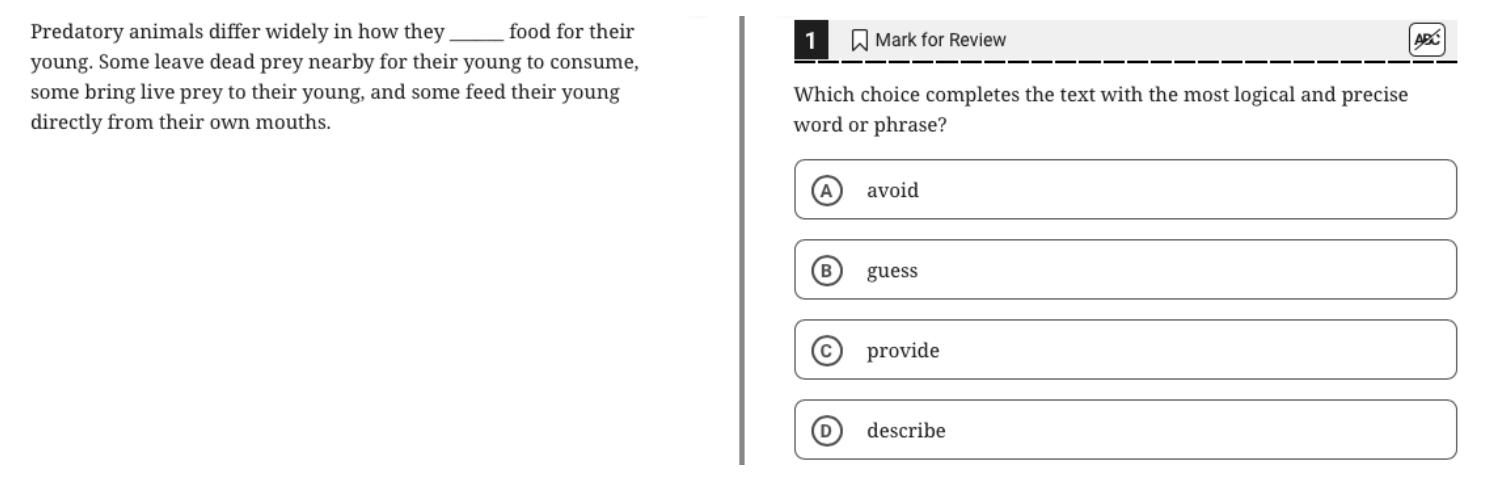 Predatory animals differ widely in how they _____ food for their
young. Some leave dead prey nearby for their young to consume,
some bring live prey to their young, and some feed their young
directly from their own mouths.
1 Mark for Review ABC
Which choice completes the text with the most logical and precise
word or phrase?
A avoid
B guess
C provide
D describe